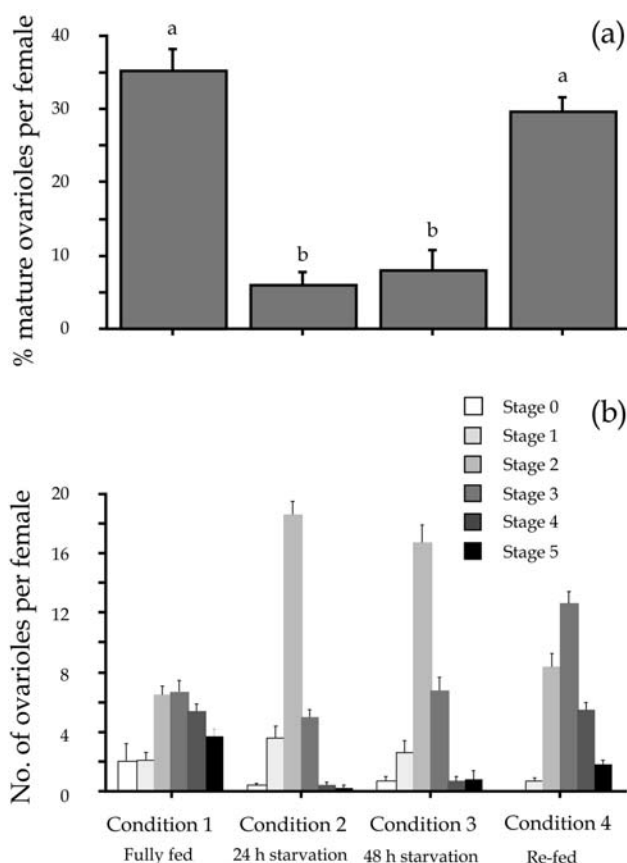 (a)
% mature ovarioles per female
40
30
20
10
0
a
b
b
a
(b)
Stage 0
Stage 1
Stage 2
Stage 3
Stage 4
Stage 5
No. of ovarioles per female
20
16
12
8
4
0
Condition 1 Condition 2 Condition 3 Condition 4
Fully fed 24 h starvation 48 h starvation Re-fed